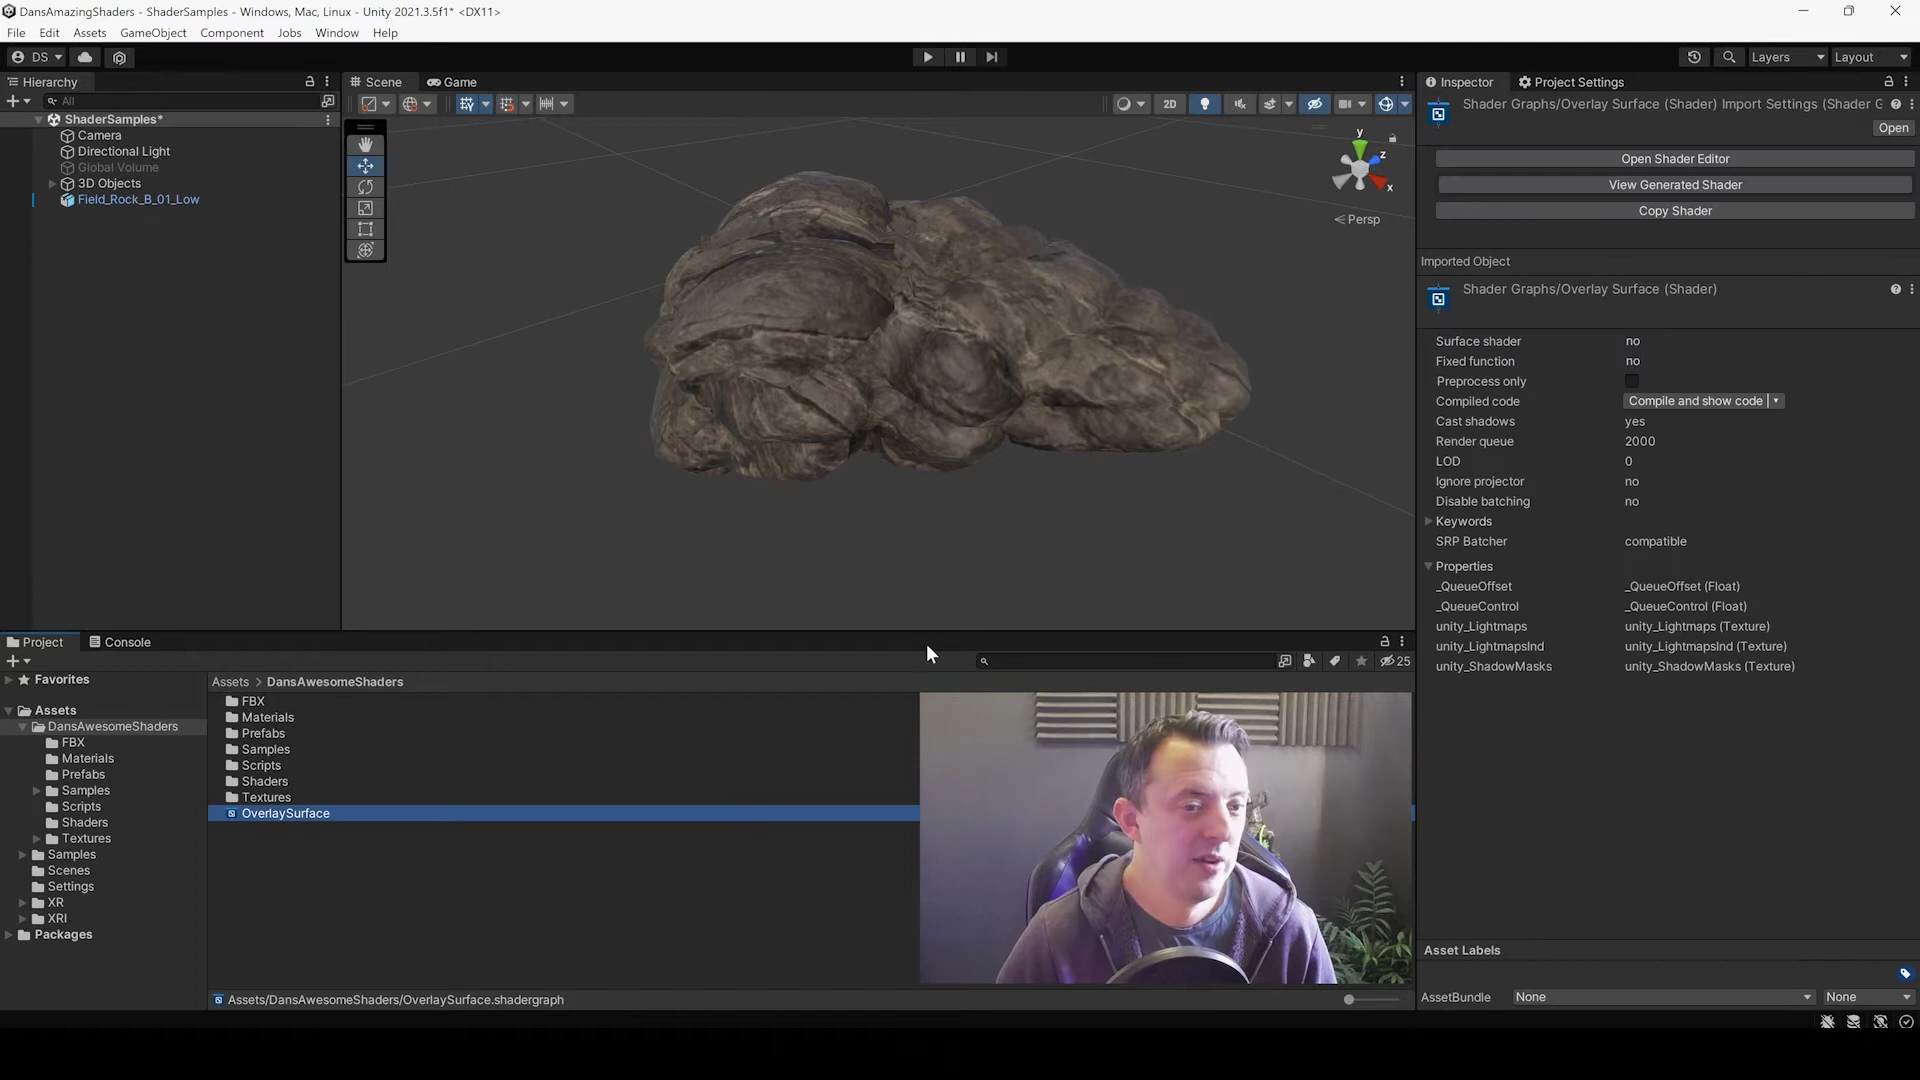 DansAmazingShaders - ShaderSamples - Windows, Mac, Linux - Unity 2021.3.5f1* <DX11>
File Edit Assets GameObject Component Jobs Window Help
DS Layers Layout
Hierarchy
All
ShaderSamples*
Camera
Directional Light
Global Volume
3D Objects
Field_Rock_B_01_Low
Scene Game
2D
y
z
x
Persp
Inspector Project Settings
Shader Graphs/Overlay Surface (Shader) Import Settings (Shader G
Open
Open Shader Editor
View Generated Shader
Copy Shader
Imported Object
Shader Graphs/Overlay Surface (Shader)
Surface shader no
Fixed function no
Preprocess only
Compiled code Compile and show code
Cast shadows yes
Render queue 2000
LOD 0
Ignore projector no
Disable batching no
Keywords
SRP Batcher compatible
Properties
_QueueOffset _QueueOffset (Float)
_QueueControl _QueueControl (Float)
unity_Lightmaps unity_Lightmaps (Texture)
unity_LightmapsInd unity_LightmapsInd (Texture)
unity_ShadowMasks unity_ShadowMasks (Texture)
Asset Labels
AssetBundle None None
Project Console
25
Favorites
Assets
DansAwesomeShaders
FBX
Materials
Prefabs
Samples
Scripts
Shaders
Textures
Samples
Scenes
Settings
XR
XRI
Packages
Assets > DansAwesomeShaders
FBX
Materials
Prefabs
Samples
Scripts
Shaders
Textures
OverlaySurface
Assets/DansAwesomeShaders/OverlaySurface.shadergraph